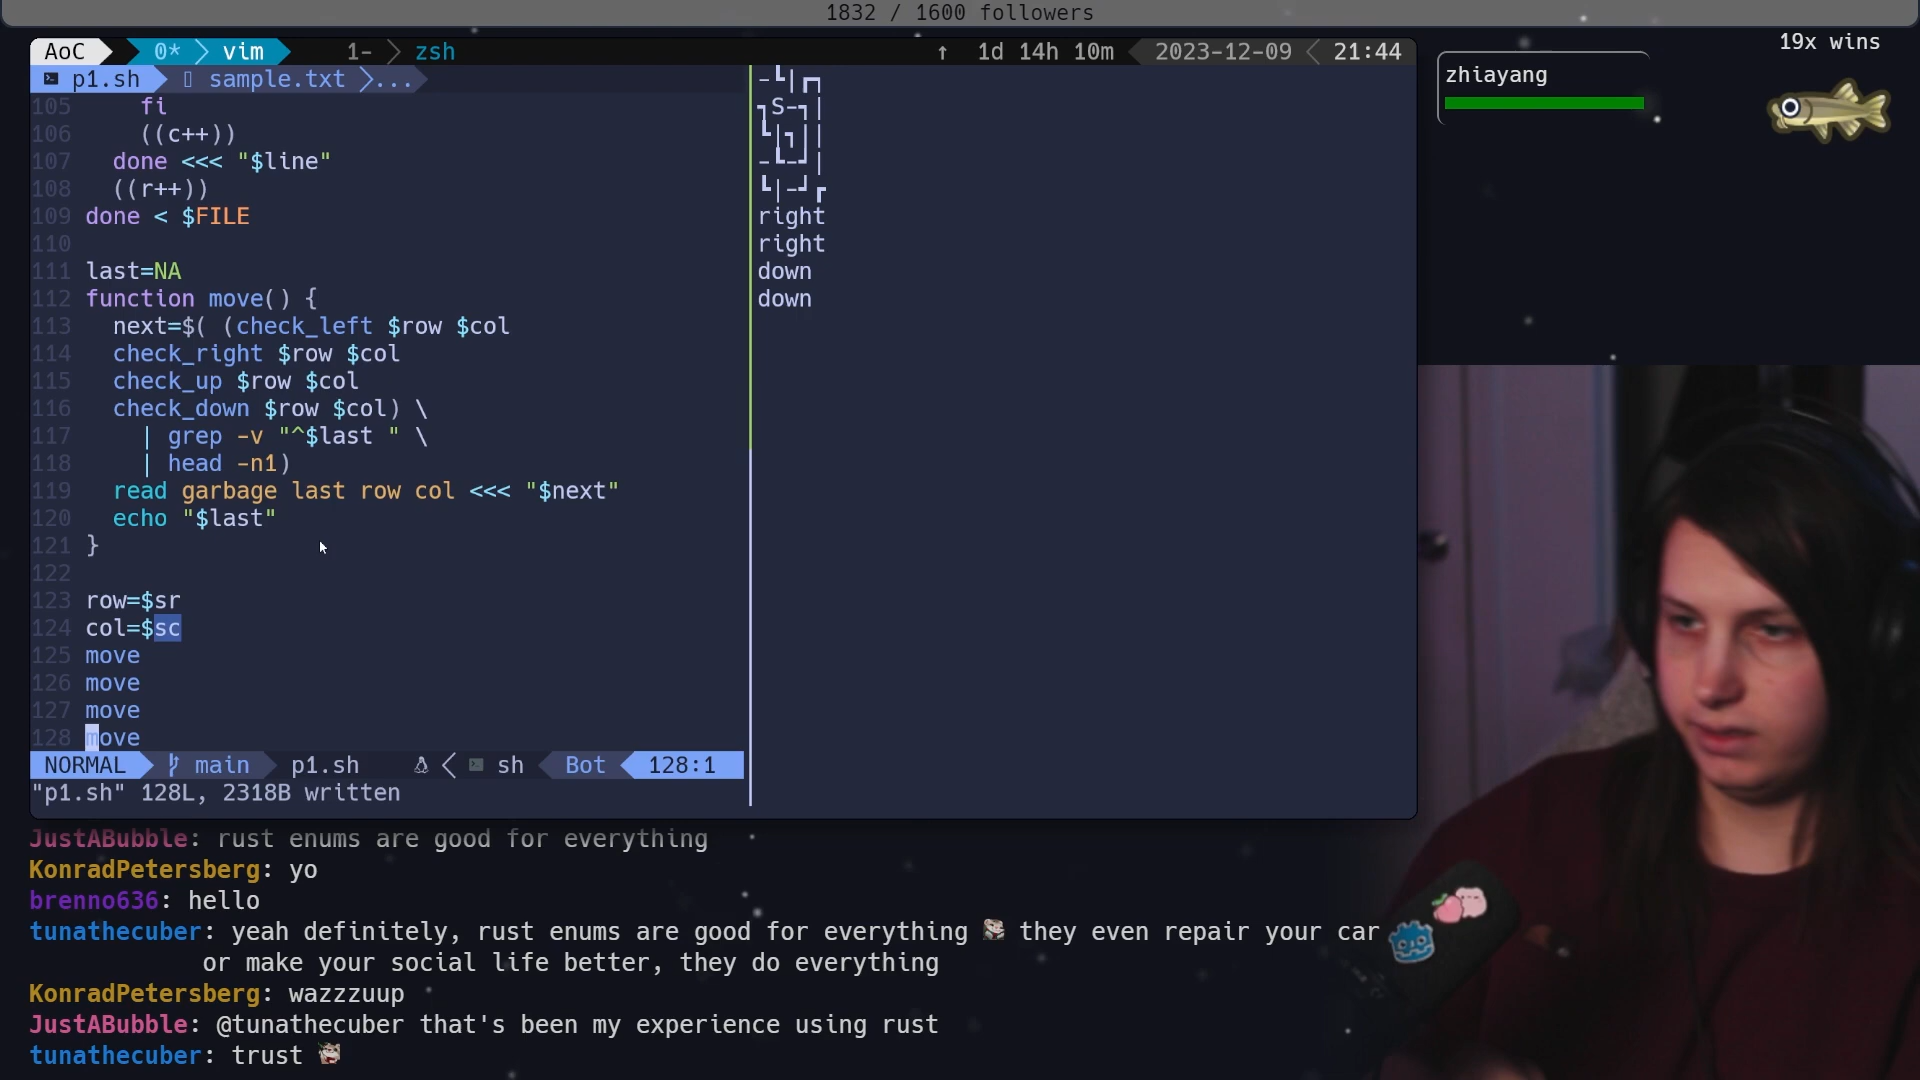 1832 / 1600 followers
AoC 0* vim 1- zsh ↑ 1d 14h 10m 2023-12-09 21:44
19x wins
zhiayang
p1.sh sample.txt ...
105 fi
106 ((c++))
107 done <<< "$line"
108 ((r++))
109 done < $FILE
110
111 last=NA
112 function move() {
113 next=$( (check_left $row $col
114 check_right $row $col
115 check_up $row $col
116 check_down $row $col) \
117 | grep -v "^$last " \
118 | head -n1)
119 read garbage last row col <<< "$next"
120 echo "$last"
121 }
122
123 row=$sr
124 col=$sc
125 move
126 move
127 move
128 move
NORMAL main p1.sh sh Bot 128:1
"p1.sh" 128L, 2318B written
-┗|┏┓
┓S-┓|
┗|┓||
-┗-┛|
┗|-┛┏
right
right
down
down
JustABubble: rust enums are good for everything
KonradPetersberg: yo
brenno636: hello
tunathecuber: yeah definitely, rust enums are good for everything they even repair your car
or make your social life better, they do everything
KonradPetersberg: wazzzuup
JustABubble: @tunathecuber that's been my experience using rust
tunathecuber: trust